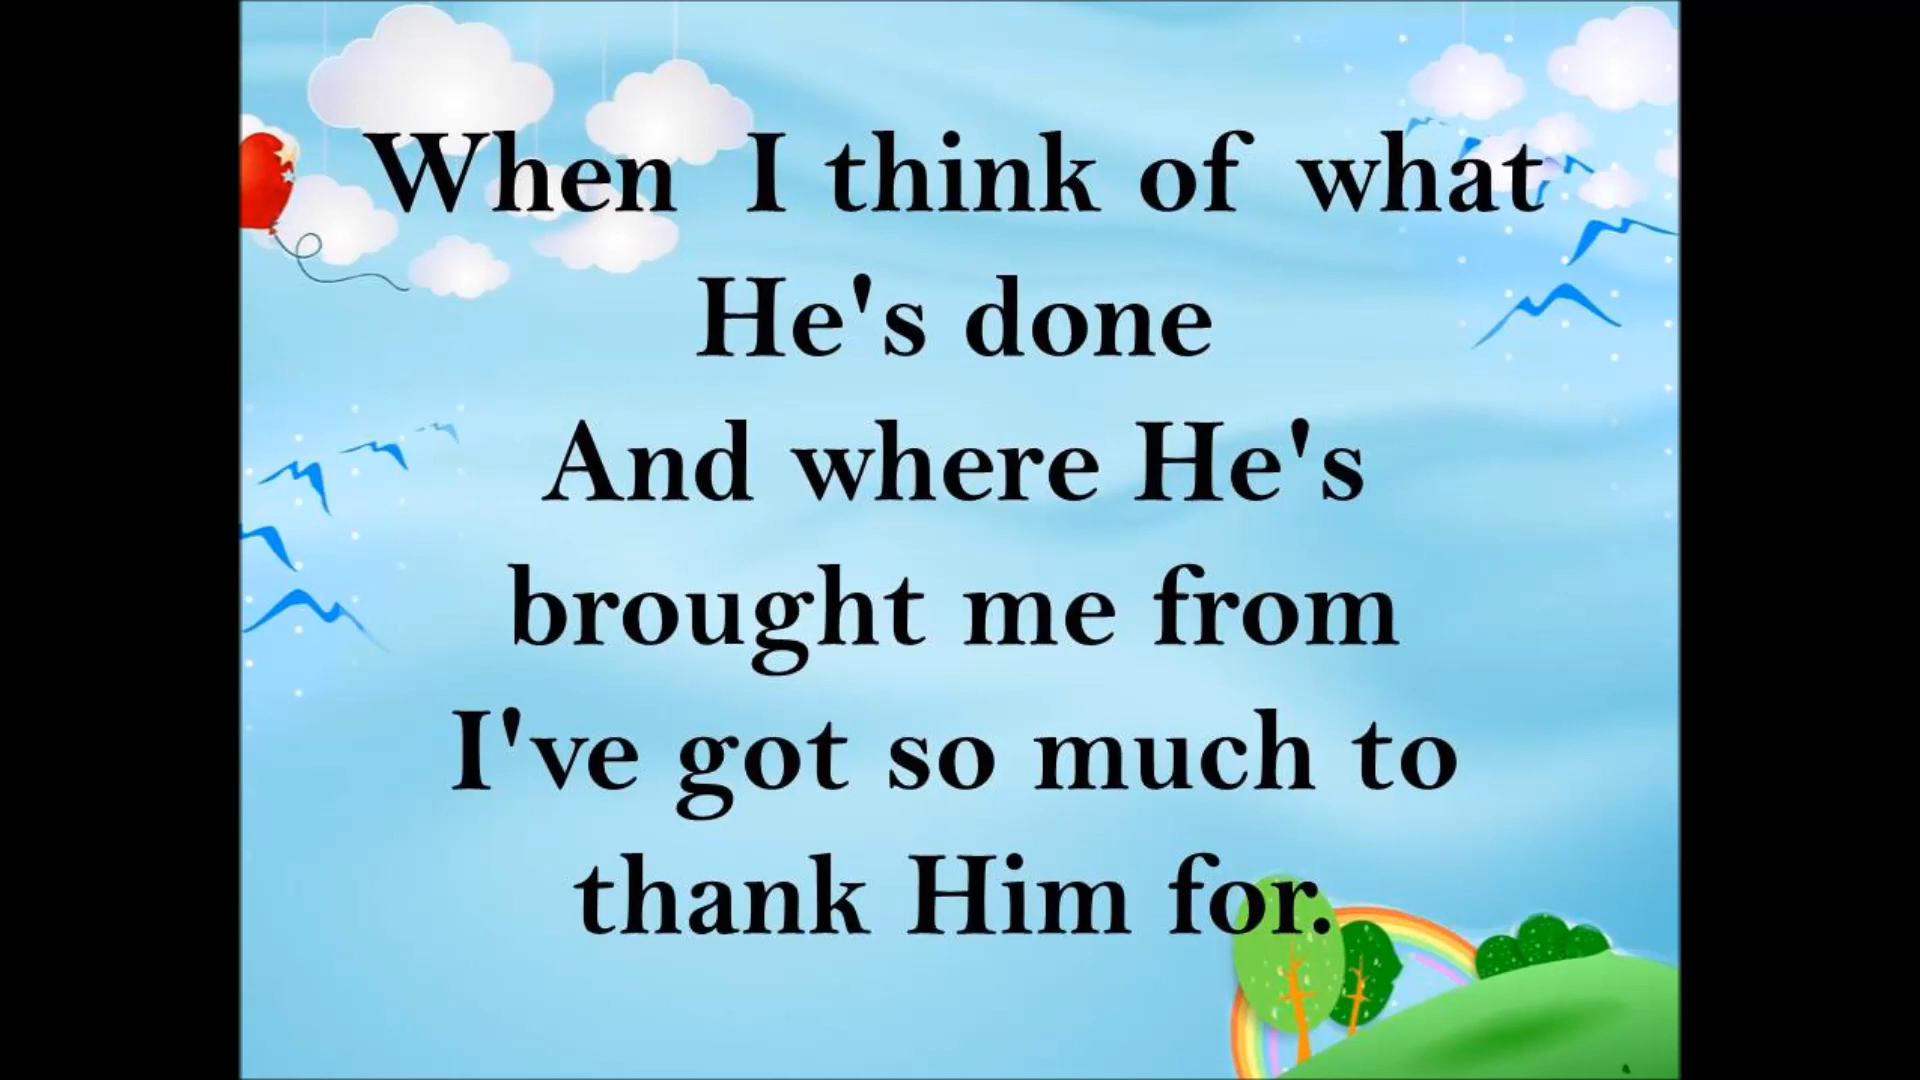 When I think of what
He's done
And where He's
brought me from
I've got so much to
thank Him for.